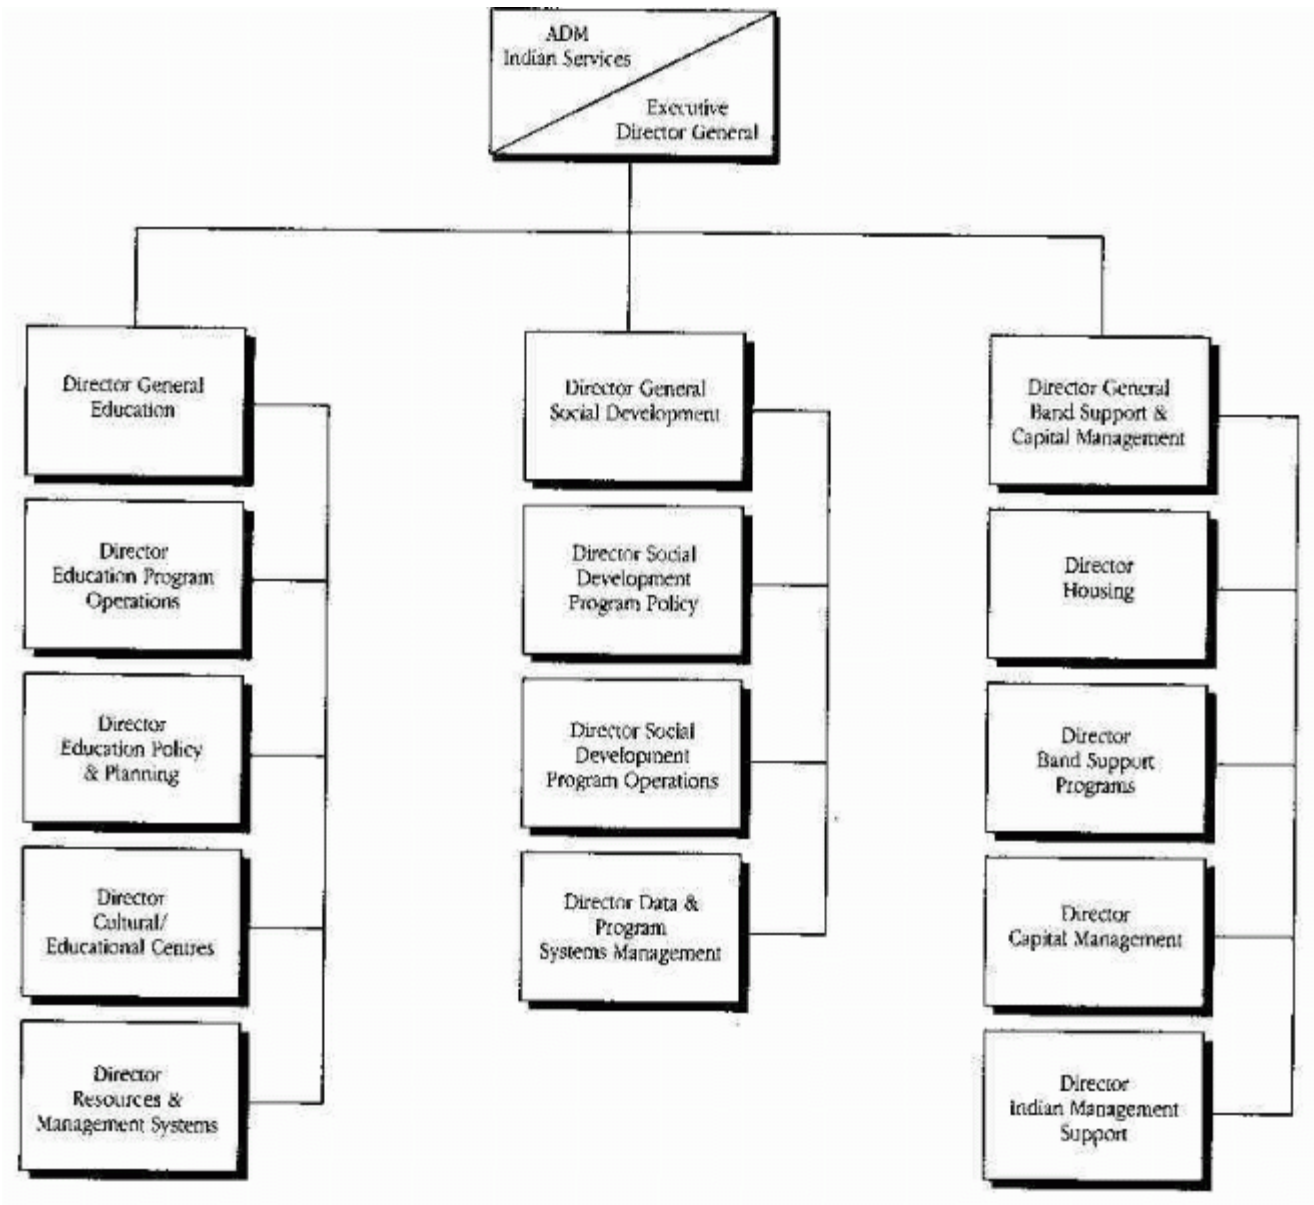 ADM
Indian Services
Executive
Director General
Director General
Education
Director
Education Program
Operations
Director
Education Policy
& Planning
Director
Cultural/
Educational Centres
Director
Resources &
Management Systems
Director General
Social Development
Director Social
Development
Program Policy
Director Social
Development
Program Operations
Director Data &
Program
Systems Management
Director General
Band Support &
Capital Management
Director
Housing
Director
Band Support
Programs
Director
Capital Management
Director
Indian Management
Support